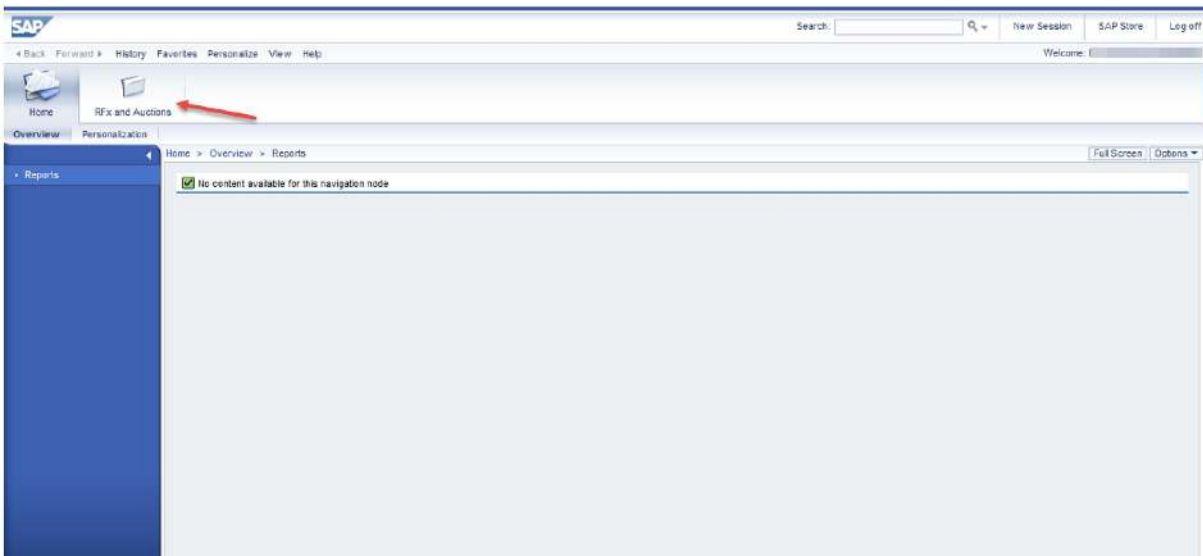 SAP
Search:
New Session
SAP Store
Log off
Back Forward History Favorites Personalize View Help
Welcome:
Home
RFx and Auctions
Overview Personalization
Home > Overview > Reports
Full Screen Options
Reports
No content available for this navigation node